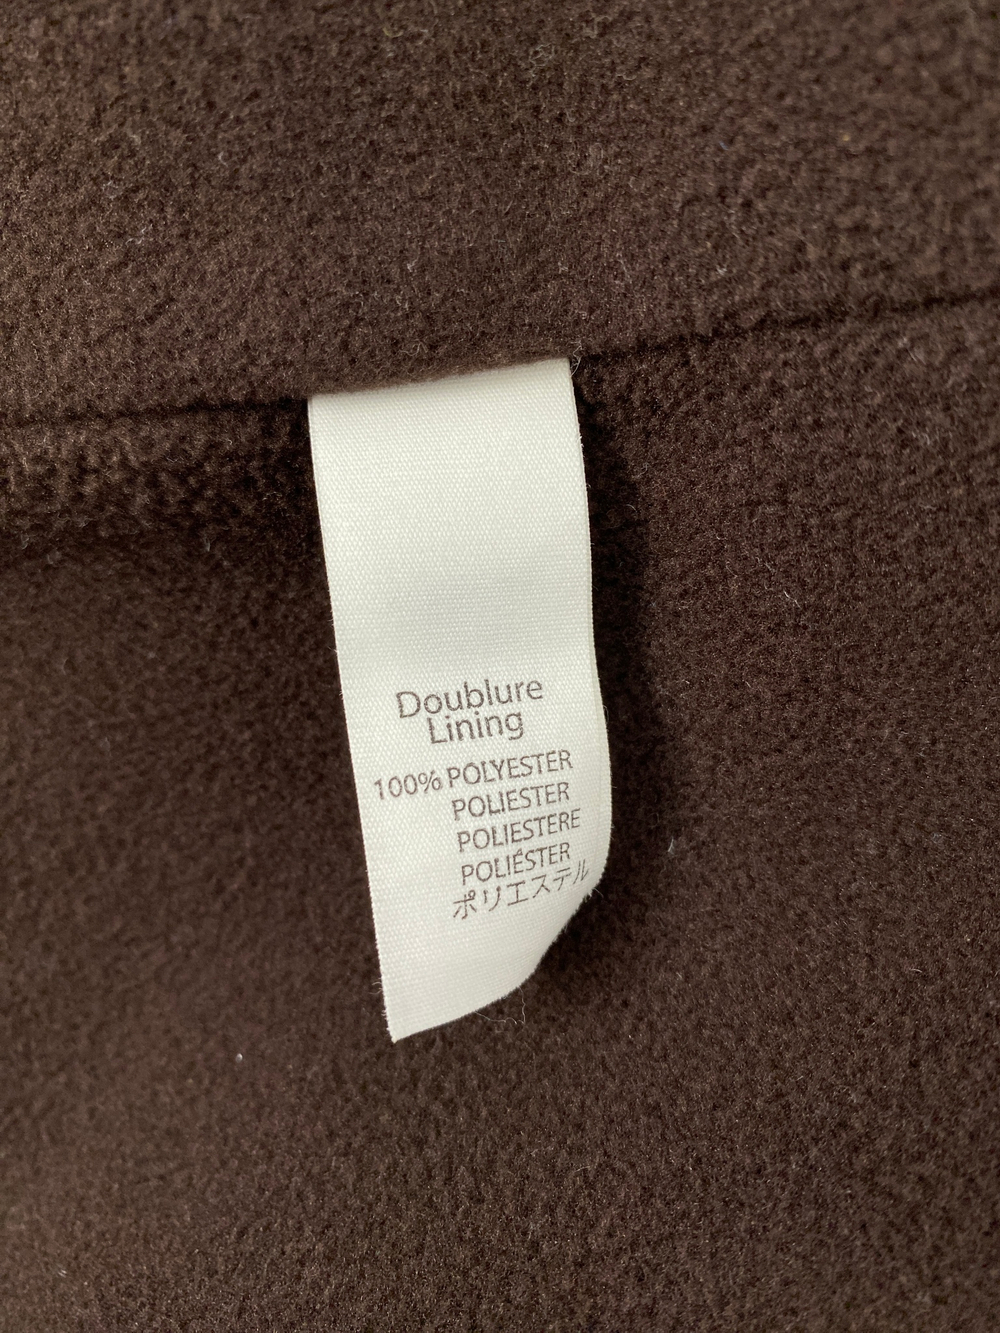 Doublure
Lining
100% POLYESTER
POLIESTER
POLIESTERE
POLIÉSTER
ポリエステル